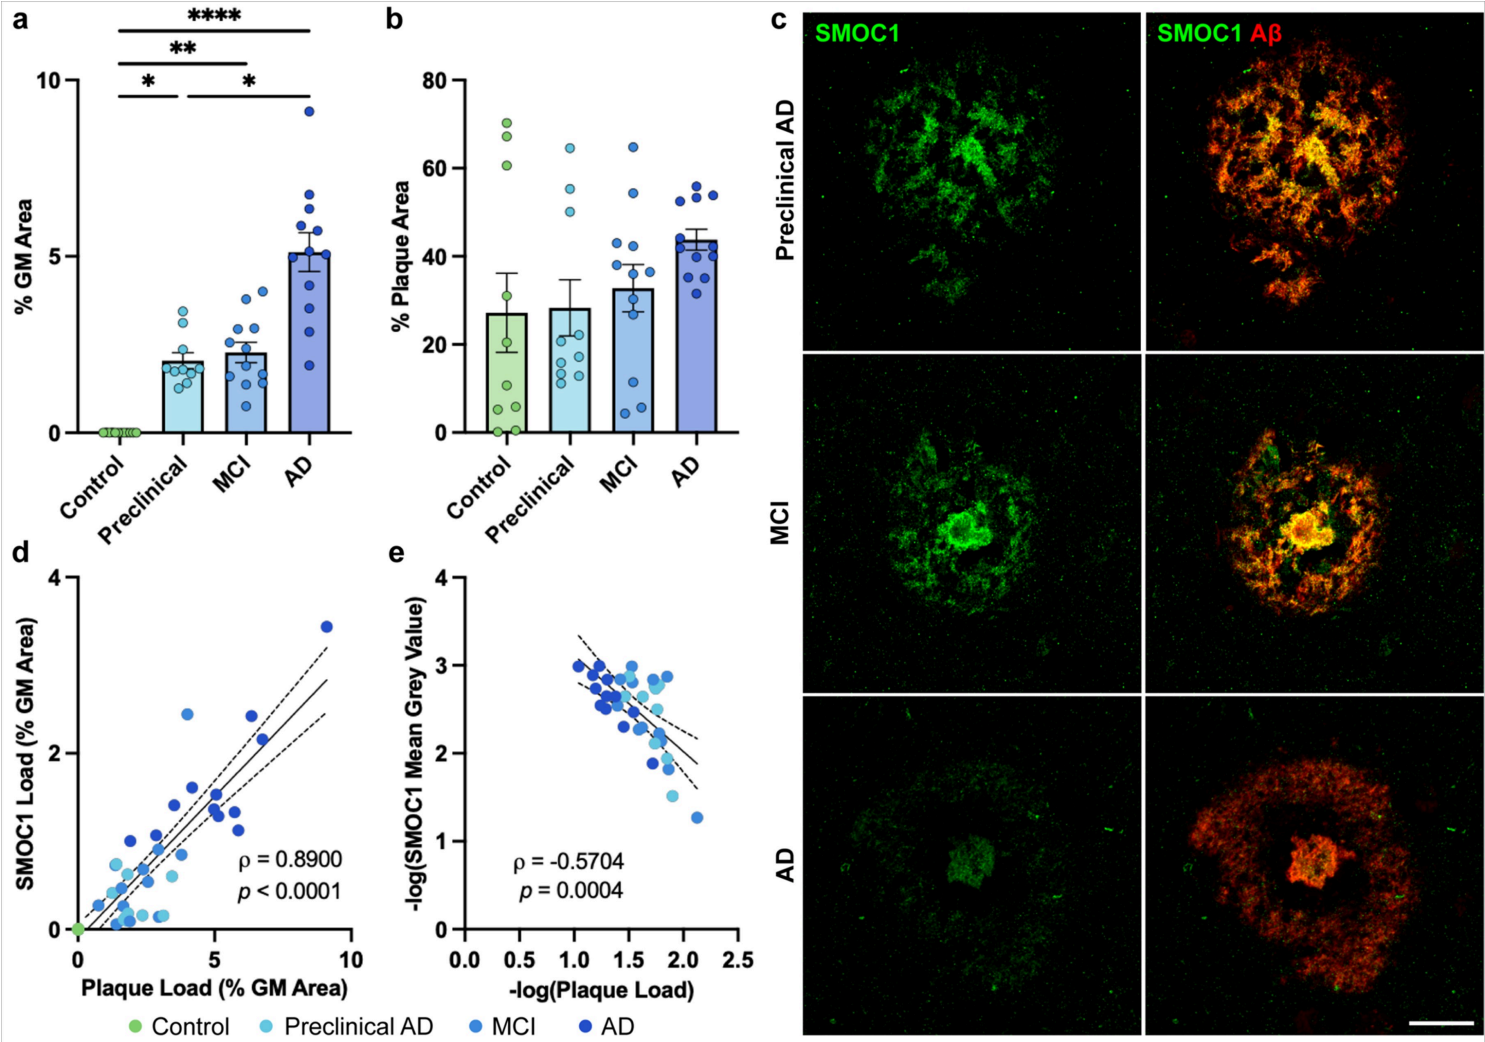 a
****
**
*
*
10
5
0
% GM Area
Control
Preclinical
MCI
AD
b
80
60
40
20
0
% Plaque Area
Control
Preclinical
MCI
AD
c
SMOC1
SMOC1 Aβ
Preclinical AD
MCI
AD
d
4
3
2
1
0
SMOC1 Load (% GM Area)
ρ = 0.8900
p < 0.0001
0
5
10
Plaque Load (% GM Area)
e
4
3
2
1
0
-log(SMOC1 Mean Grey Value)
ρ = -0.5704
p = 0.0004
0.0
0.5
1.0
1.5
2.0
2.5
-log(Plaque Load)
Control
Preclinical AD
MCI
AD